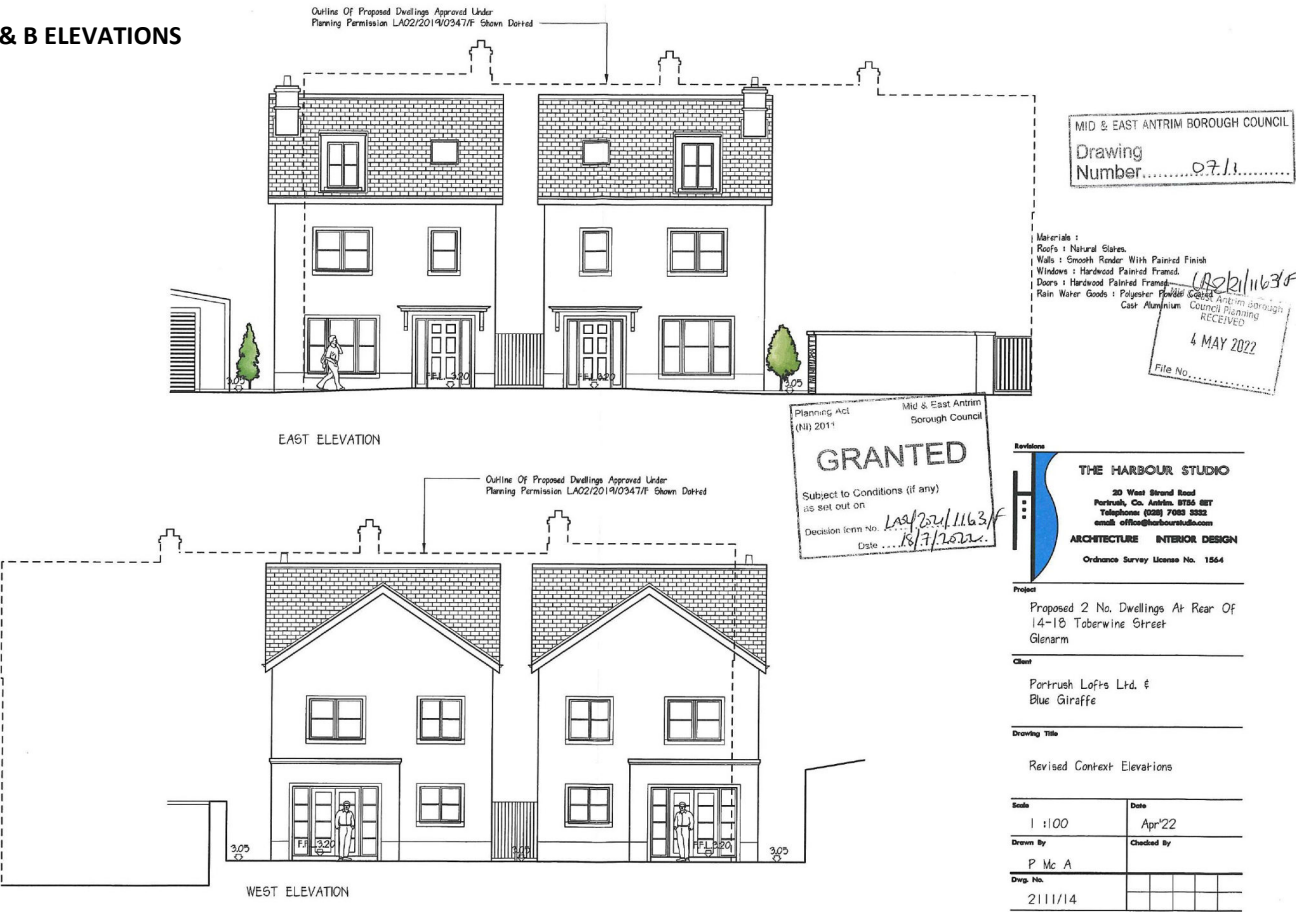 & B ELEVATIONS
Outline Of Proposed Dwellings Approved Under
Planning Permission LA02/2019/0347/F Shown Dotted
MID & EAST ANTRIM BOROUGH COUNCIL
Drawing
Number.........07/1...........
Materials :
Roofs : Natural Slates.
Walls : Smooth Render With Painted Finish
Windows : Hardwood Painted Framed.
Doors : Hardwood Painted Framed.
Rain Water Goods : Polyester Powder Coated
Cast Aluminium
Mid & East Antrim Borough
Council Planning
RECEIVED
4 MAY 2022
File No.............
3.05
F.F.L. 3.20
F.F.L. 3.20
3.05
EAST ELEVATION
Planning Act
(NI) 2011
Mid & East Antrim
Borough Council
GRANTED
Subject to Conditions (if any)
as set out on
Decision Form No. LA02/2021/1163/F
Date ....18/7/2022.
Outline Of Proposed Dwellings Approved Under
Planning Permission LA02/2019/0347/F Shown Dotted
3.05
F.F.L. 3.20
3.05
F.F.L. 3.20
3.05
WEST ELEVATION
Revisions
THE HARBOUR STUDIO
20 West Strand Road
Portrush, Co. Antrim. BT56 8ET
Telephone: (028) 7083 3332
email: office@harbourstudio.com
ARCHITECTURE INTERIOR DESIGN
Ordnance Survey License No. 1564
Project
Proposed 2 No. Dwellings At Rear Of
14-18 Toberwine Street
Glenarm
Client
Portrush Lofts Ltd. &
Blue Giraffe
Drawing Title
Revised Context Elevations
Scale
1 :100
Date
Apr'22
Drawn By
P Mc A
Checked By
Dwg. No.
2111/14